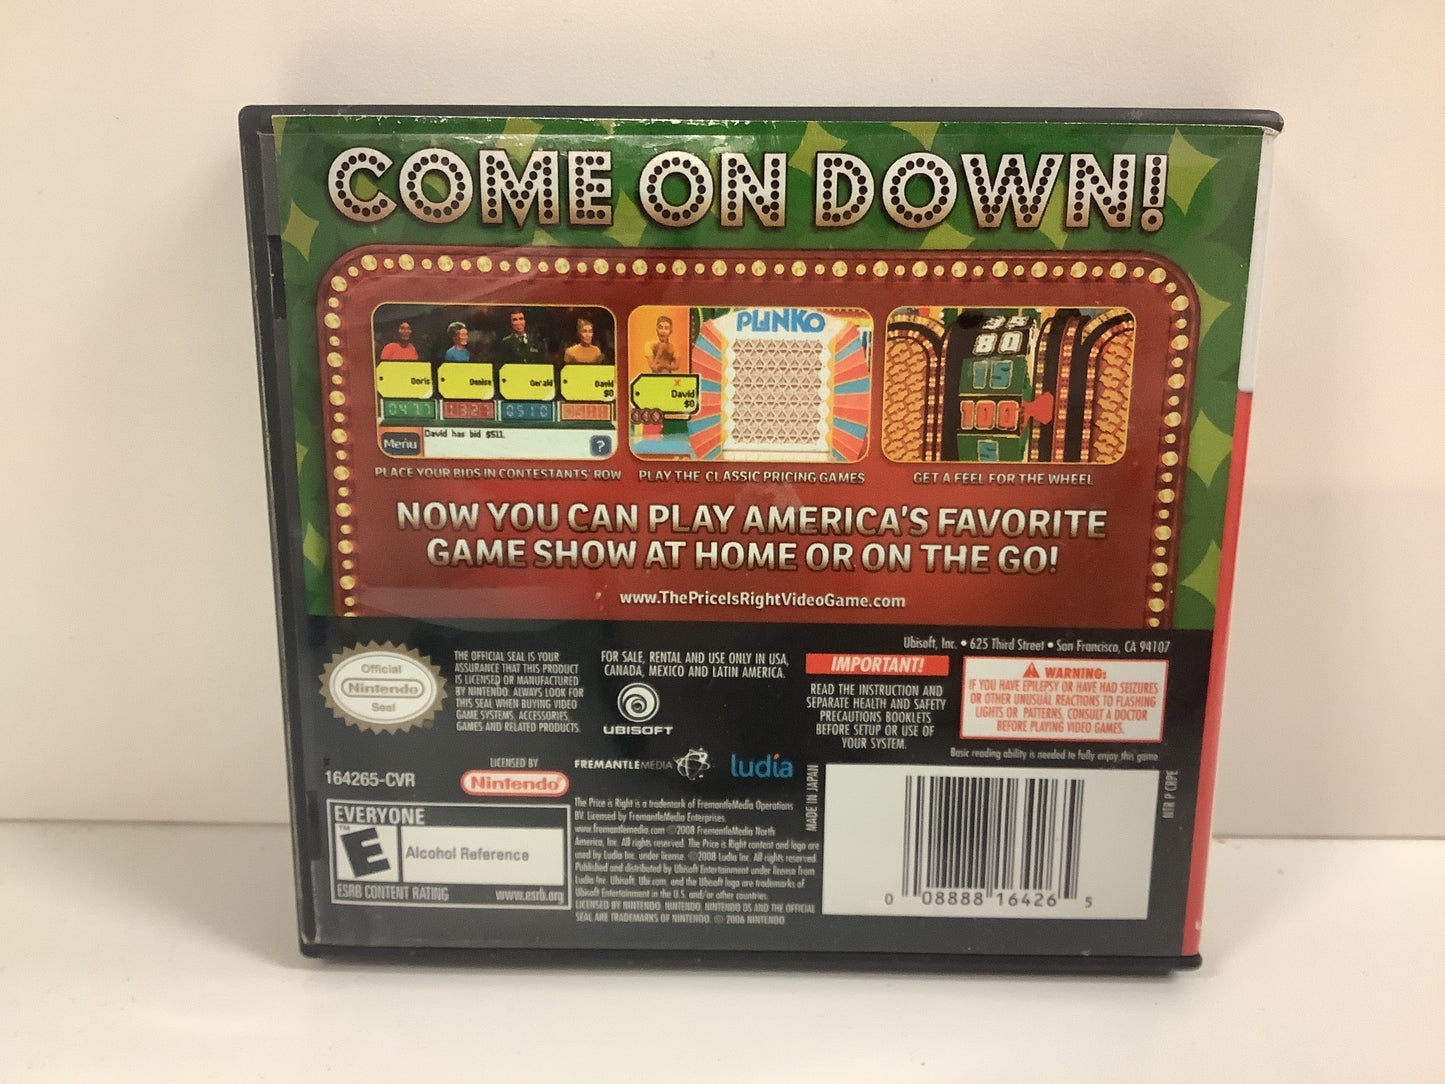 COME ON DOWN!
Doris
Denise
Gerald
David
$0
0477
1327
0510
David has bid $511.
Menu
?
PLINKO
X
David
$0
35
80
15
100
5
PLACE YOUR BIDS IN CONTESTANTS' ROW
PLAY THE CLASSIC PRICING GAMES
GET A FEEL FOR THE WHEEL
NOW YOU CAN PLAY AMERICA'S FAVORITE
GAME SHOW AT HOME OR ON THE GO!
www.ThePriceIsRightVideoGame.com
Ubisoft, Inc. • 625 Third Street • San Francisco, CA 94107
Official
Nintendo
Seal
THE OFFICIAL SEAL IS YOUR
ASSURANCE THAT THIS PRODUCT
IS LICENSED OR MANUFACTURED
BY NINTENDO. ALWAYS LOOK FOR
THIS SEAL WHEN BUYING VIDEO
GAME SYSTEMS, ACCESSORIES,
GAMES AND RELATED PRODUCTS.
FOR SALE, RENTAL AND USE ONLY IN USA,
CANADA, MEXICO AND LATIN AMERICA.
UBISOFT
IMPORTANT!
READ THE INSTRUCTION AND
SEPARATE HEALTH AND SAFETY
PRECAUTIONS BOOKLETS
BEFORE SETUP OR USE OF
YOUR SYSTEM.
WARNING:
IF YOU HAVE EPILEPSY OR HAVE HAD SEIZURES
OR OTHER UNUSUAL REACTIONS TO FLASHING
LIGHTS OR PATTERNS, CONSULT A DOCTOR
BEFORE PLAYING VIDEO GAMES.
Basic reading ability is needed to fully enjoy this game
164265-CVR
LICENSED BY
Nintendo
FREMANTLEMEDIA
ludia
MADE IN JAPAN
NTR P CRPE
EVERYONE
E
TM
Alcohol Reference
ESRB CONTENT RATING
www.esrb.org
The Price is Right is a trademark of FremantleMedia Operations
BV. Licensed by FremantleMedia Enterprises.
www.fremantlemedia.com ©2008 FremantleMedia North
America, Inc. All rights reserved. The Price is Right content and logo are
used by Ludia Inc. under license. ©2008 Ludia Inc. All rights reserved.
Published and distributed by Ubisoft Entertainment under license from
Ludia Inc. Ubisoft, Ubi.com, and the Ubisoft logo are trademarks of
Ubisoft Entertainment in the U.S. and/or other countries.
LICENSED BY NINTENDO. NINTENDO, NINTENDO DS AND THE OFFICIAL
SEAL ARE TRADEMARKS OF NINTENDO. © 2006 NINTENDO.
0 08888 16426 5